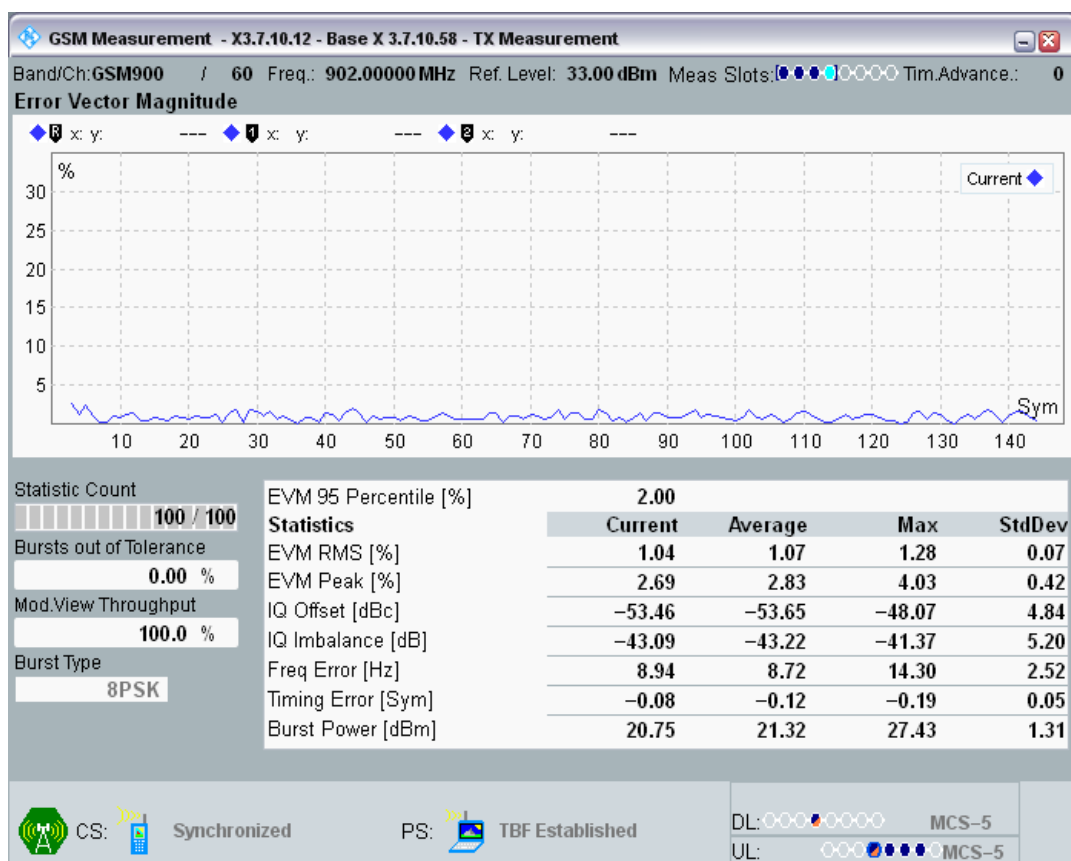 GSM Measurement - X3.7.10.12 - Base X 3.7.10.58 - TX Measurement
Band/Ch:GSM900 / 60 Freq.: 902.00000 MHz Ref. Level: 33.00 dBm Meas Slots: Tim.Advance.: 0
Error Vector Magnitude
R x: y: --- 1 x: y: --- 2 x: y: ---
%
Current
30
25
20
15
10
5
Sym
10 20 30 40 50 60 70 80 90 100 110 120 130 140
Statistic Count
100 / 100
Bursts out of Tolerance
0.00 %
Mod.View Throughput
100.0 %
Burst Type
8PSK
EVM 95 Percentile [%] 2.00
Statistics Current Average Max StdDev
EVM RMS [%] 1.04 1.07 1.28 0.07
EVM Peak [%] 2.69 2.83 4.03 0.42
IQ Offset [dBc] −53.46 −53.65 −48.07 4.84
IQ Imbalance [dB] −43.09 −43.22 −41.37 5.20
Freq Error [Hz] 8.94 8.72 14.30 2.52
Timing Error [Sym] −0.08 −0.12 −0.19 0.05
Burst Power [dBm] 20.75 21.32 27.43 1.31
CS: Synchronized PS: TBF Established
DL: MCS−5
UL: MCS−5